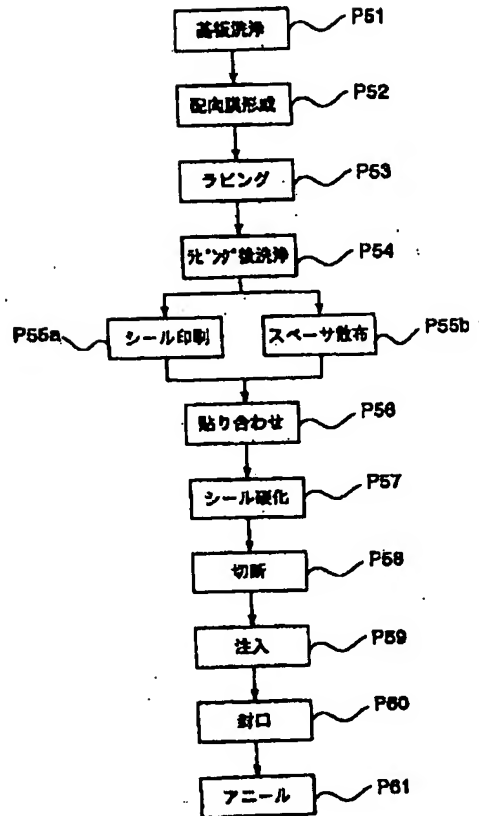 基板洗浄 P51
配向膜形成 P52
ラビング P53
ラビング後洗浄 P54
P55a シール印刷 スペーサ散布 P55b
貼り合わせ P56
シール硬化 P57
切断 P58
注入 P59
封口 P60
アニール P61